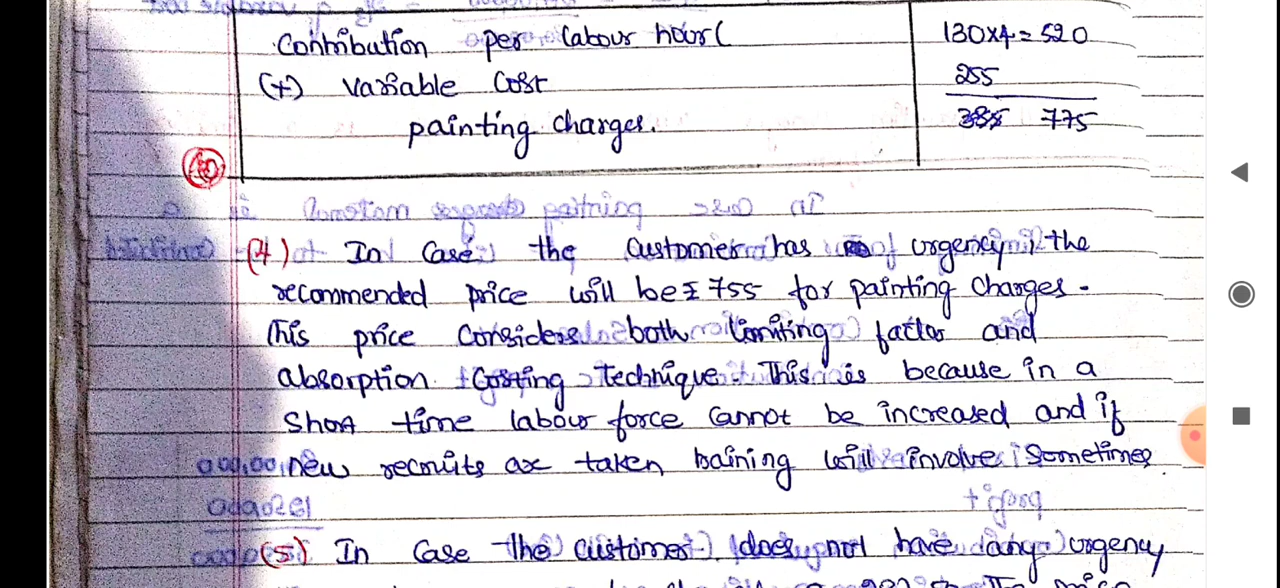 Contribution per labour hour ( 130x4=520
(+) Variable Cost 255
painting charges. 385 775
(4) In Case the Customer has urgency, the
recommended price will be ₹ 755 for painting Charges.
This price Considers both limiting factor and
absorption Costing technique. This is because in a
Short time labour force Cannot be increased and if
new recruits are taken training will involve Sometimes
(5) In Case the Customer does not have any urgency